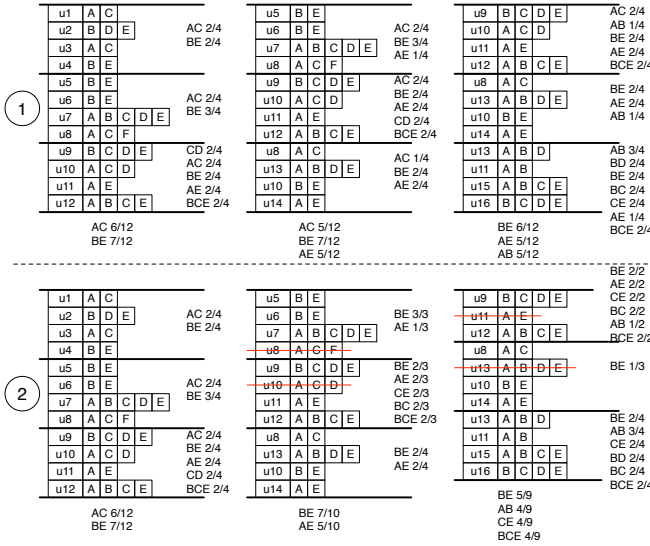 1
u1 A C
u2 B D E
u3 A C
u4 B E
AC 2/4
BE 2/4
u5 B E
u6 B E
u7 A B C D E
u8 A C F
AC 2/4
BE 3/4
u9 B C D E
u10 A C D
u11 A E
u12 A B C E
CD 2/4
AC 2/4
BE 2/4
AE 2/4
BCE 2/4
AC 6/12
BE 7/12
u5 B E
u6 B E
u7 A B C D E
u8 A C F
AC 2/4
BE 3/4
AE 1/4
u9 B C D E
u10 A C D
u11 A E
u12 A B C E
AC 2/4
BE 2/4
AE 2/4
CD 2/4
BCE 2/4
u8 A C
u13 A B D E
u10 B E
u14 A E
AC 1/4
BE 2/4
AE 2/4
AC 5/12
BE 7/12
AE 5/12
u9 B C D E
u10 A C D
u11 A E
u12 A B C E
AC 2/4
AB 1/4
BE 2/4
AE 2/4
BCE 2/4
u8 A C
u13 A B D E
u10 B E
u14 A E
BE 2/4
AE 2/4
AB 1/4
u13 A B D
u11 A B
u15 A B C E
u16 B C D E
AB 3/4
BD 2/4
BE 2/4
BC 2/4
CE 2/4
AE 1/4
BCE 2/4
BE 6/12
AE 5/12
AB 5/12
2
u1 A C
u2 B D E
u3 A C
u4 B E
AC 2/4
BE 2/4
u5 B E
u6 B E
u7 A B C D E
u8 A C F
AC 2/4
BE 3/4
u9 B C D E
u10 A C D
u11 A E
u12 A B C E
AC 2/4
BE 2/4
AE 2/4
CD 2/4
BCE 2/4
AC 6/12
BE 7/12
u5 B E
u6 B E
u7 A B C D E
u8 A C F
BE 3/3
AE 1/3
u9 B C D E
u10 A C D
u11 A E
u12 A B C E
BE 2/3
AE 2/3
CE 2/3
BC 2/3
BCE 2/3
u8 A C
u13 A B D E
u10 B E
u14 A E
BE 2/4
AE 2/4
BE 7/10
AE 5/10
u9 B C D E
u11 A E
u12 A B C E
BE 2/2
AE 2/2
CE 2/2
BC 2/2
AB 1/2
BCE 2/2
u8 A C
u13 A B D E
u10 B E
u14 A E
BE 1/3
u13 A B D
u11 A B
u15 A B C E
u16 B C D E
BE 2/4
AB 3/4
CE 2/4
BD 2/4
BC 2/4
BCE 2/4
BE 5/9
AB 4/9
CE 4/9
BCE 4/9